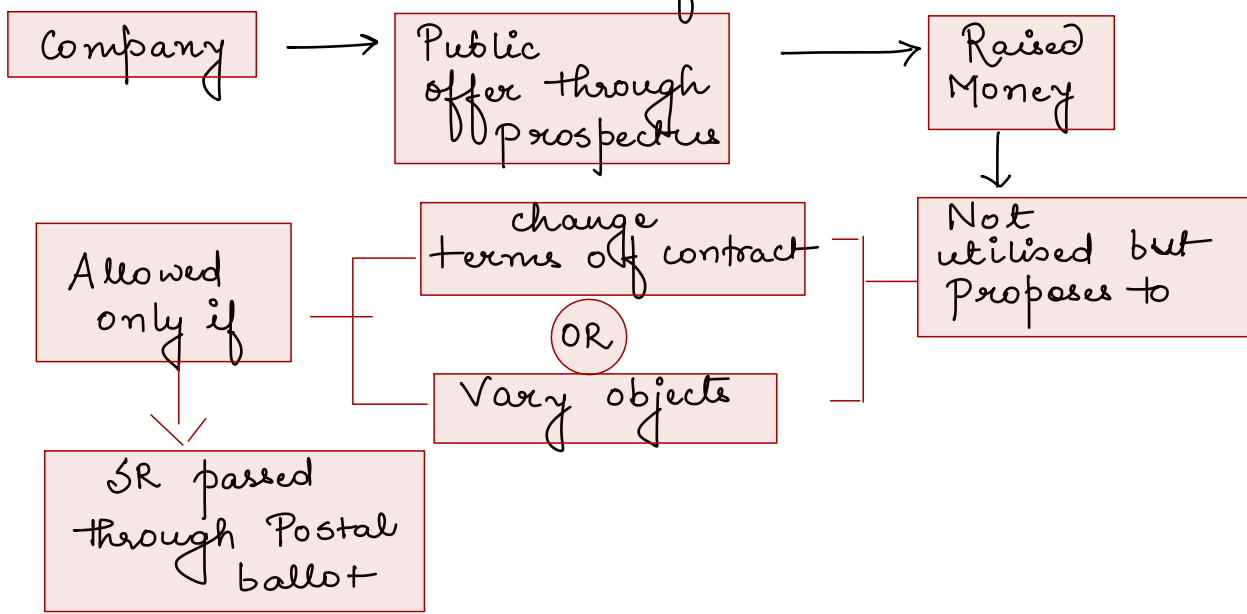 Company
Public
offer through
prospectus
Raised
Money
Not
utilised but
Proposes to
change
terms of contract
OR
Vary objects
Allowed
only if
SR passed
through Postal
ballot